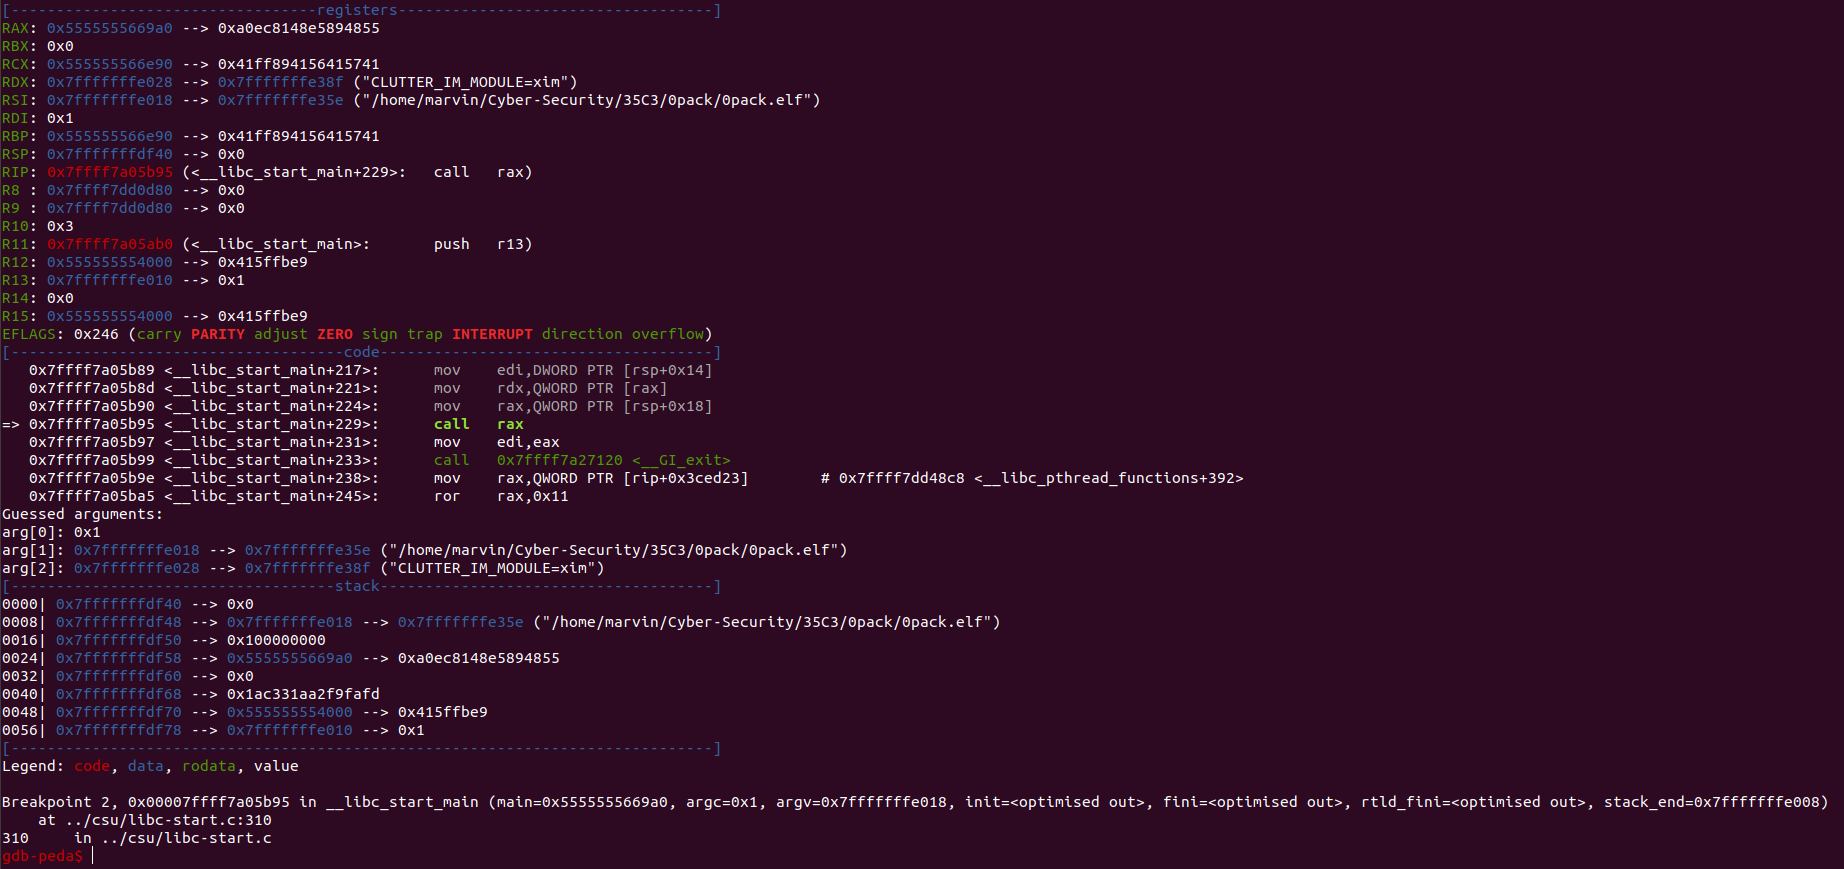 [----------------------------------registers-----------------------------------]
RAX: 0x5555555669a0 --> 0xa0ec8148e5894855
RBX: 0x0
RCX: 0x555555566e90 --> 0x41ff894156415741
RDX: 0x7fffffffe028 --> 0x7fffffffe38f ("CLUTTER_IM_MODULE=xim")
RSI: 0x7fffffffe018 --> 0x7fffffffe35e ("/home/marvin/Cyber-Security/35C3/0pack/0pack.elf")
RDI: 0x1
RBP: 0x555555566e90 --> 0x41ff894156415741
RSP: 0x7fffffffdf40 --> 0x0
RIP: 0x7ffff7a05b95 (<__libc_start_main+229>:   call   rax)
R8 : 0x7ffff7dd0d80 --> 0x0
R9 : 0x7ffff7dd0d80 --> 0x0
R10: 0x3
R11: 0x7ffff7a05ab0 (<__libc_start_main>:       push   r13)
R12: 0x555555554000 --> 0x415ffbe9
R13: 0x7fffffffe010 --> 0x1
R14: 0x0
R15: 0x555555554000 --> 0x415ffbe9
EFLAGS: 0x246 (carry PARITY adjust ZERO sign trap INTERRUPT direction overflow)
[-------------------------------------code-------------------------------------]
   0x7ffff7a05b89 <__libc_start_main+217>:      mov    edi,DWORD PTR [rsp+0x14]
   0x7ffff7a05b8d <__libc_start_main+221>:      mov    rdx,QWORD PTR [rax]
   0x7ffff7a05b90 <__libc_start_main+224>:      mov    rax,QWORD PTR [rsp+0x18]
=> 0x7ffff7a05b95 <__libc_start_main+229>:      call   rax
   0x7ffff7a05b97 <__libc_start_main+231>:      mov    edi,eax
   0x7ffff7a05b99 <__libc_start_main+233>:      call   0x7ffff7a27120 <__GI_exit>
   0x7ffff7a05b9e <__libc_start_main+238>:      mov    rax,QWORD PTR [rip+0x3ced23]        # 0x7ffff7dd48c8 <__libc_pthread_functions+392>
   0x7ffff7a05ba5 <__libc_start_main+245>:      ror    rax,0x11
Guessed arguments:
arg[0]: 0x1
arg[1]: 0x7fffffffe018 --> 0x7fffffffe35e ("/home/marvin/Cyber-Security/35C3/0pack/0pack.elf")
arg[2]: 0x7fffffffe028 --> 0x7fffffffe38f ("CLUTTER_IM_MODULE=xim")
[------------------------------------stack-------------------------------------]
0000| 0x7fffffffdf40 --> 0x0
0008| 0x7fffffffdf48 --> 0x7fffffffe018 --> 0x7fffffffe35e ("/home/marvin/Cyber-Security/35C3/0pack/0pack.elf")
0016| 0x7fffffffdf50 --> 0x100000000
0024| 0x7fffffffdf58 --> 0x5555555669a0 --> 0xa0ec8148e5894855
0032| 0x7fffffffdf60 --> 0x0
0040| 0x7fffffffdf68 --> 0x1ac331aa2f9fafd
0048| 0x7fffffffdf70 --> 0x555555554000 --> 0x415ffbe9
0056| 0x7fffffffdf78 --> 0x7fffffffe010 --> 0x1
[------------------------------------------------------------------------------]
Legend: code, data, rodata, value
Breakpoint 2, 0x00007ffff7a05b95 in __libc_start_main (main=0x5555555669a0, argc=0x1, argv=0x7fffffffe018, init=<optimised out>, fini=<optimised out>, rtld_fini=<optimised out>, stack_end=0x7fffffffe008)
    at ../csu/libc-start.c:310
310     in ../csu/libc-start.c
gdb-peda$